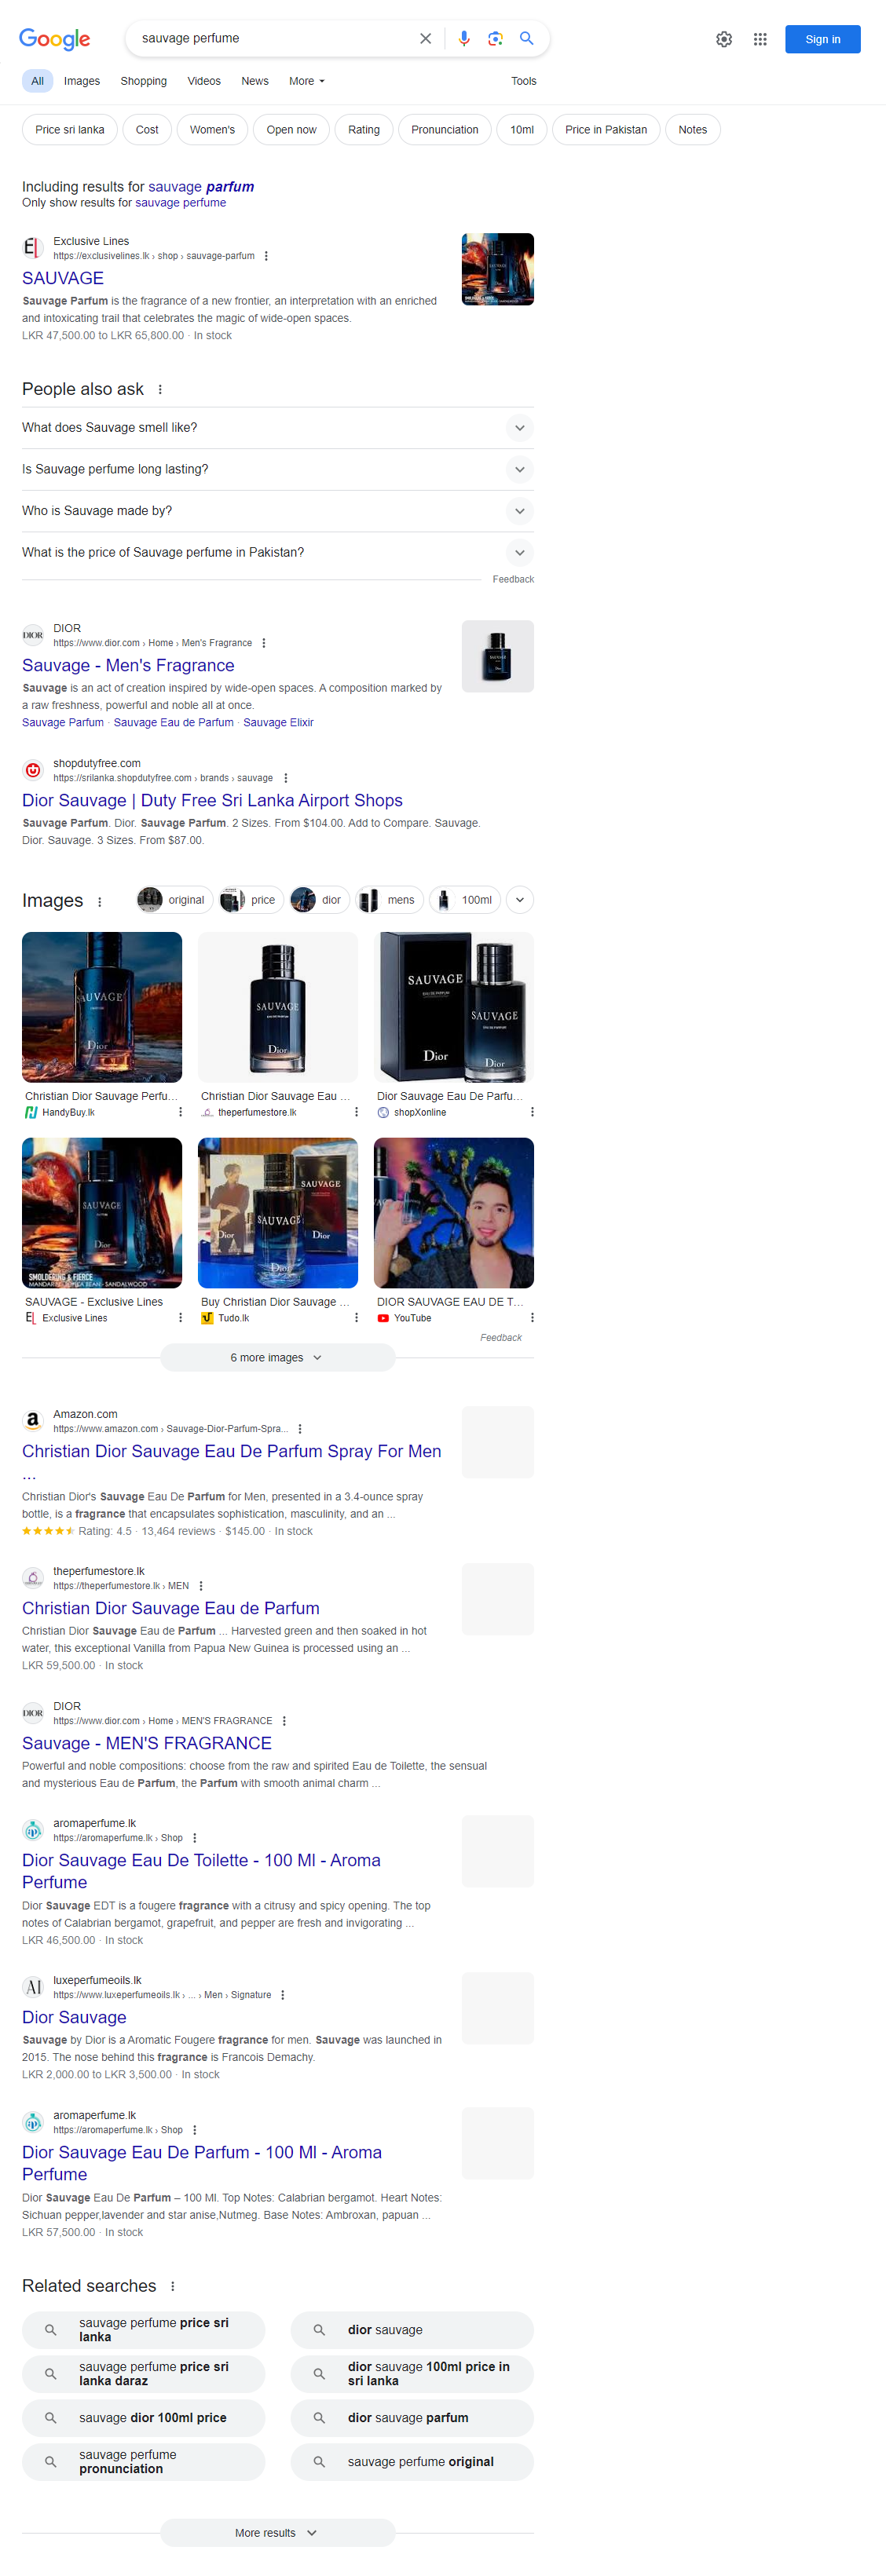 Google
sauvage perfume
Sign in
All
Images
Shopping
Videos
News
More
Tools
Price sri lanka
Cost
Women's
Open now
Rating
Pronunciation
10ml
Price in Pakistan
Notes
Including results for sauvage parfum
Only show results for sauvage perfume
Exclusive Lines
https://exclusivelines.lk › shop › sauvage-parfum
SAUVAGE
Sauvage Parfum is the fragrance of a new frontier, an interpretation with an enriched
and intoxicating trail that celebrates the magic of wide-open spaces.
LKR 47,500.00 to LKR 65,800.00 · In stock
People also ask
What does Sauvage smell like?
Is Sauvage perfume long lasting?
Who is Sauvage made by?
What is the price of Sauvage perfume in Pakistan?
Feedback
DIOR
DIOR
https://www.dior.com › Home › Men's Fragrance
Sauvage - Men's Fragrance
Sauvage is an act of creation inspired by wide-open spaces. A composition marked by
a raw freshness, powerful and noble all at once.
Sauvage Parfum · Sauvage Eau de Parfum · Sauvage Elixir
shopdutyfree.com
https://srilanka.shopdutyfree.com › brands › sauvage
Dior Sauvage | Duty Free Sri Lanka Airport Shops
Sauvage Parfum. Dior. Sauvage Parfum. 2 Sizes. From $104.00. Add to Compare. Sauvage.
Dior. Sauvage. 3 Sizes. From $87.00.
Images
original
price
dior
mens
100ml
SAUVAGE
Dior
SAUVAGE
Dior
SAUVAGE
Dior
SAUVAGE
Dior
Christian Dior Sauvage Perfu...
HandyBuy.lk
Christian Dior Sauvage Eau ...
theperfumestore.lk
Dior Sauvage Eau De Parfu...
shopXonline
SAUVAGE
Dior
SMOLDERING & FIERCE
SAUVAGE
Dior
Dior
SAUVAGE
Dior
SAUVAGE - Exclusive Lines
Exclusive Lines
Buy Christian Dior Sauvage ...
Tudo.lk
DIOR SAUVAGE EAU DE T...
YouTube
Feedback
6 more images
Amazon.com
https://www.amazon.com › Sauvage-Dior-Parfum-Spra...
Christian Dior Sauvage Eau De Parfum Spray For Men
...
Christian Dior's Sauvage Eau De Parfum for Men, presented in a 3.4-ounce spray
bottle, is a fragrance that encapsulates sophistication, masculinity, and an ...
Rating: 4.5 · 13,464 reviews · $145.00 · In stock
theperfumestore.lk
https://theperfumestore.lk › MEN
Christian Dior Sauvage Eau de Parfum
Christian Dior Sauvage Eau de Parfum ... Harvested green and then soaked in hot
water, this exceptional Vanilla from Papua New Guinea is processed using an ...
LKR 59,500.00 · In stock
DIOR
DIOR
https://www.dior.com › Home › MEN'S FRAGRANCE
Sauvage - MEN'S FRAGRANCE
Powerful and noble compositions: choose from the raw and spirited Eau de Toilette, the sensual
and mysterious Eau de Parfum, the Parfum with smooth animal charm ...
aromaperfume.lk
https://aromaperfume.lk › Shop
Dior Sauvage Eau De Toilette - 100 Ml - Aroma
Perfume
Dior Sauvage EDT is a fougere fragrance with a citrusy and spicy opening. The top
notes of Calabrian bergamot, grapefruit, and pepper are fresh and invigorating ...
LKR 46,500.00 · In stock
luxeperfumeoils.lk
https://www.luxeperfumeoils.lk › ... › Men › Signature
Dior Sauvage
Sauvage by Dior is a Aromatic Fougere fragrance for men. Sauvage was launched in
2015. The nose behind this fragrance is Francois Demachy.
LKR 2,000.00 to LKR 3,500.00 · In stock
aromaperfume.lk
https://aromaperfume.lk › Shop
Dior Sauvage Eau De Parfum - 100 Ml - Aroma
Perfume
Dior Sauvage Eau De Parfum – 100 Ml. Top Notes: Calabrian bergamot. Heart Notes:
Sichuan pepper,lavender and star anise,Nutmeg. Base Notes: Ambroxan, papuan ...
LKR 57,500.00 · In stock
Related searches
sauvage perfume price sri
lanka
dior sauvage
sauvage perfume price sri
lanka daraz
dior sauvage 100ml price in
sri lanka
sauvage dior 100ml price
dior sauvage parfum
sauvage perfume
pronunciation
sauvage perfume original
More results